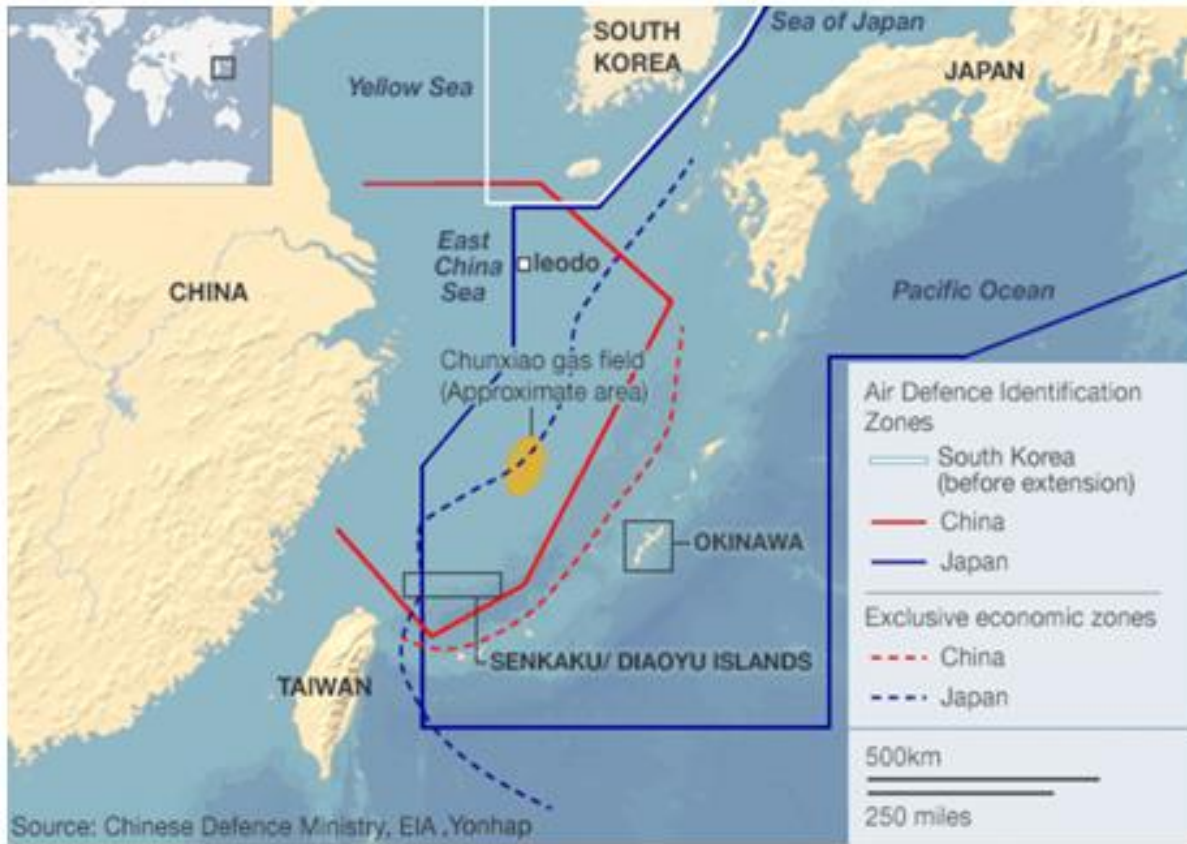 SOUTH
KOREA
Sea of Japan
Yellow Sea
JAPAN
East
China
Sea
leodo
CHINA
Pacific Ocean
Chunxiao gas field
(Approximate area)
OKINAWA
SENKAKU/ DIAOYU ISLANDS
TAIWAN
Air Defence Identification
Zones
South Korea
(before extension)
China
Japan
Exclusive economic zones
China
Japan
500km
250 miles
Source: Chinese Defence Ministry, EIA ,Yonhap